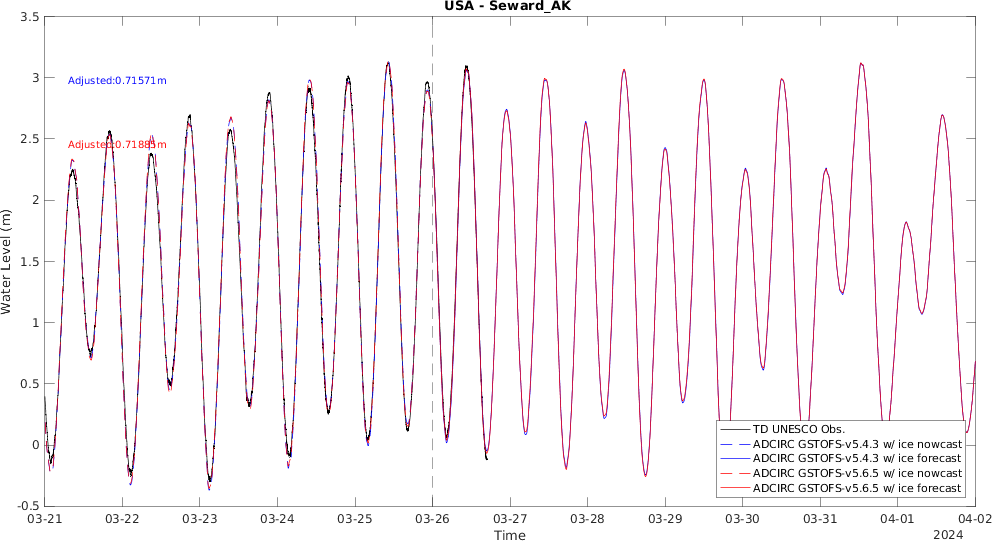 USA - Seward_AK
3.5
3
2.5
2
1.5
1
0.5
0
-0.5
Water Level (m)
Adjusted:0.71571m
Adjusted:0.71885m
TD UNESCO Obs.
ADCIRC GSTOFS-v5.4.3 w/ ice nowcast
ADCIRC GSTOFS-v5.4.3 w/ ice forecast
ADCIRC GSTOFS-v5.6.5 w/ ice nowcast
ADCIRC GSTOFS-v5.6.5 w/ ice forecast
03-21 03-22 03-23 03-24 03-25 03-26 03-27 03-28 03-29 03-30 03-31 04-01 04-02
Time
2024